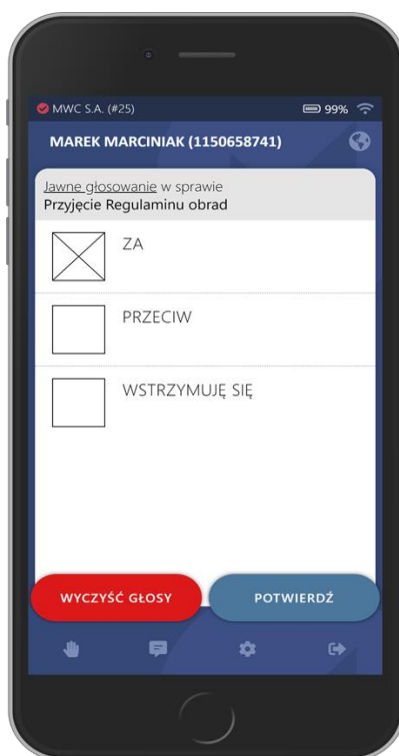 MWC S.A. (#25) 99%
MAREK MARCINIAK (1150658741)
Jawne głosowanie w sprawie
Przyjęcie Regulaminu obrad
ZA
PRZECIW
WSTRZYMUJĘ SIĘ
WYCZYŚĆ GŁOSY POTWIERDŹ